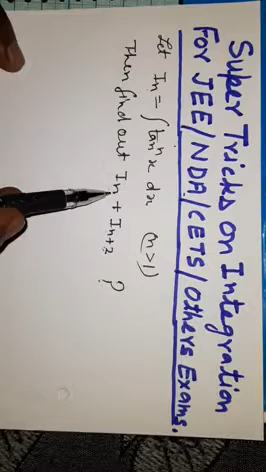 Super Tricks on Integration
For JEE/NDA/CETS/Others Exams.
Let In = ∫tanⁿx dx (n>1)
Then find out In + In+2 ?